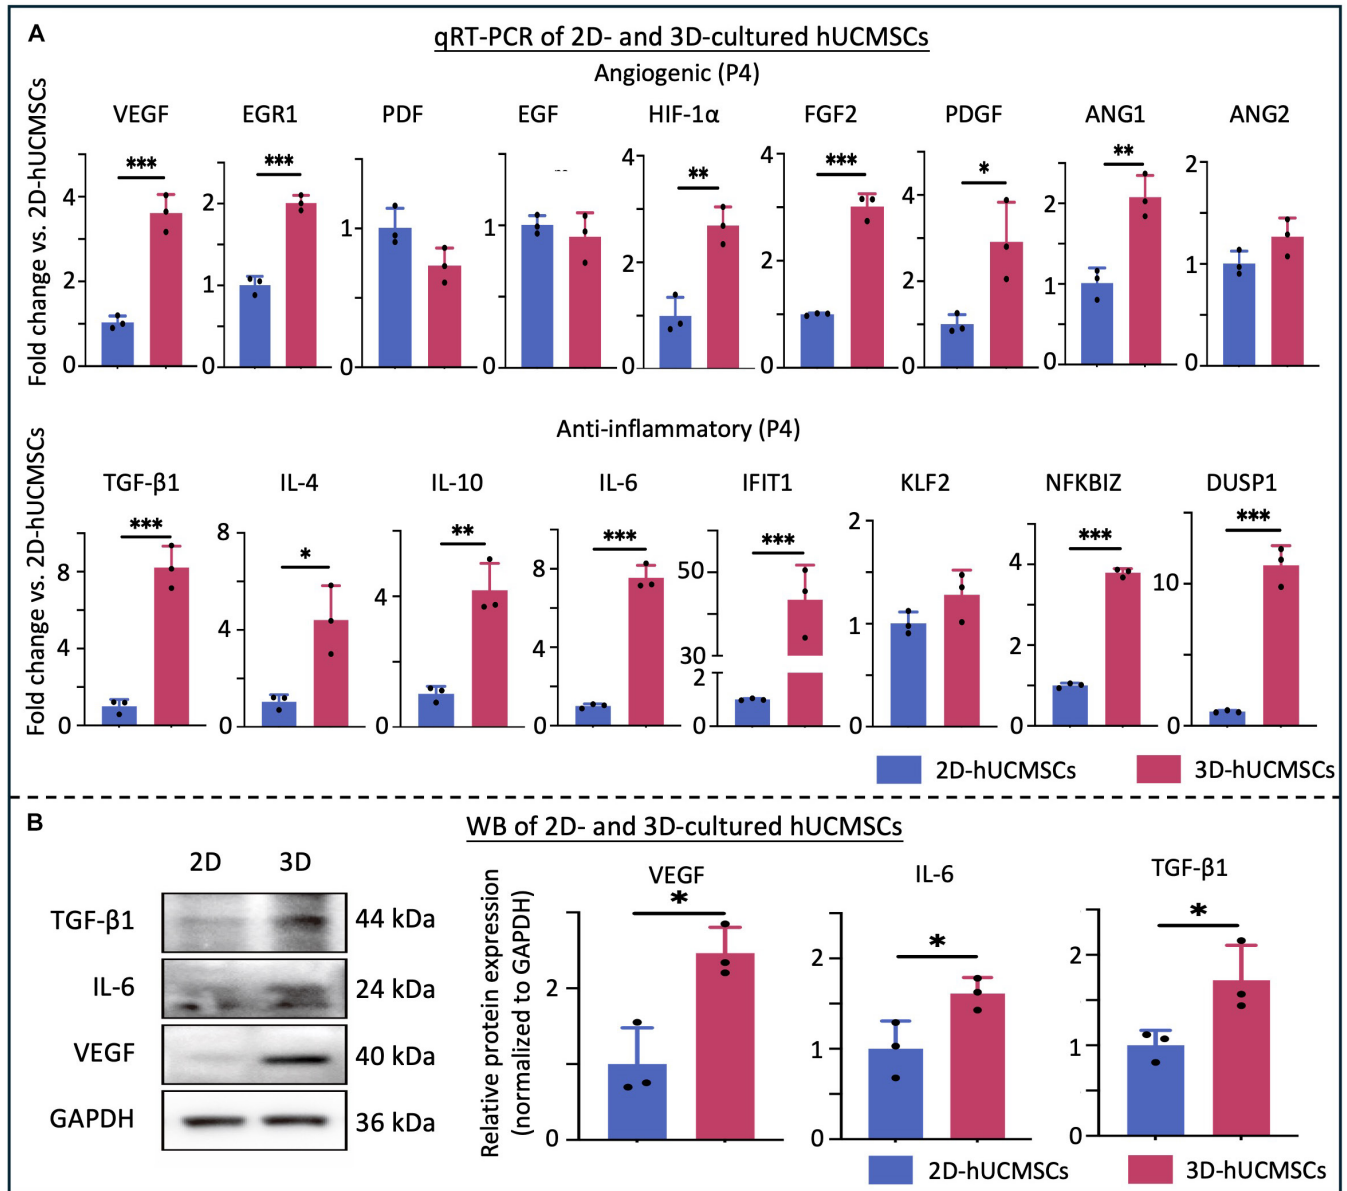 A
qRT-PCR of 2D- and 3D-cultured hUCMSCs
Angiogenic (P4)
Fold change vs. 2D-hUCMSCs
VEGF EGR1 PDF EGF HIF-1α FGF2 PDGF ANG1 ANG2
*** *** ** *** * **
4 2 0
2 1 0
1 0
1 0
4 2 0
4 2 0
4 2 0
2 1 0
2 1 0
Anti-inflammatory (P4)
Fold change vs. 2D-hUCMSCs
TGF-β1 IL-4 IL-10 IL-6 IFIT1 KLF2 NFKBIZ DUSP1
*** * ** *** *** *** ***
8 4 0
8 4 0
4 0
8 4 0
50 30 2 0
2 1 0
4 2 0
10 0
2D-hUCMSCs 3D-hUCMSCs
B
WB of 2D- and 3D-cultured hUCMSCs
2D 3D
TGF-β1 44 kDa
IL-6 24 kDa
VEGF 40 kDa
GAPDH 36 kDa
Relative protein expression
(normalized to GAPDH)
VEGF IL-6 TGF-β1
* * *
2 0
2 1 0
2 1 0
2D-hUCMSCs 3D-hUCMSCs